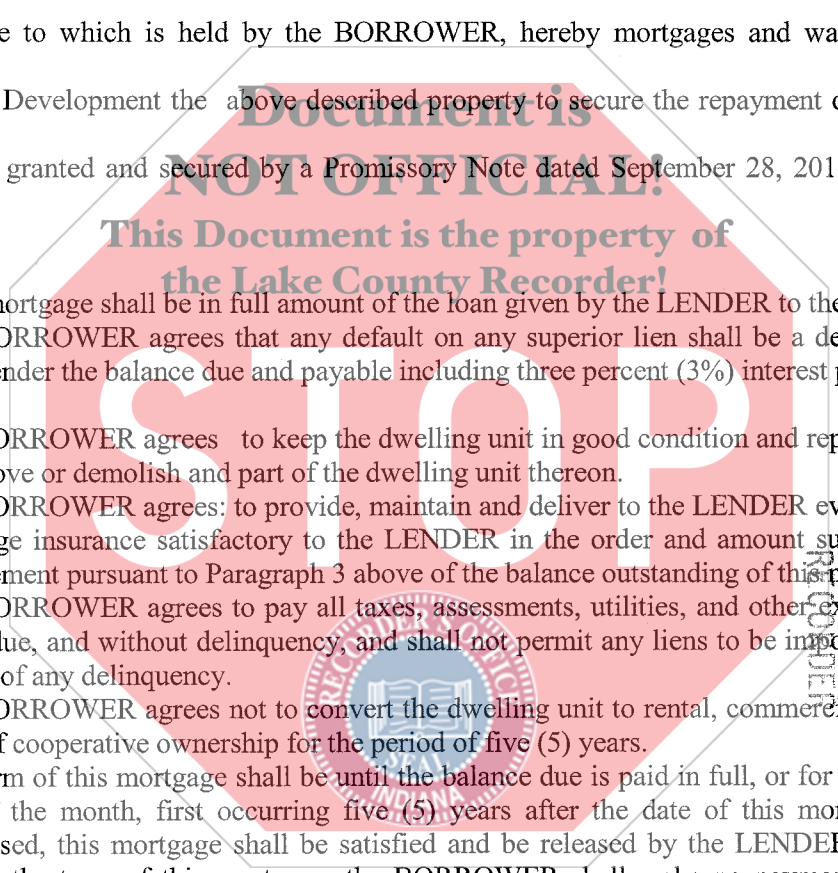 e to which is held by the BORROWER, hereby mortgages and wa
Document is
Development the above described property to secure the repayment o
NOT OFFICIAL!
granted and secured by a Promissory Note dated September 28, 201
This Document is the property of
the Lake County Recorder!
mortgage shall be in full amount of the loan given by the LENDER to the
ORROWER agrees that any default on any superior lien shall be a de
ender the balance due and payable including three percent (3%) interest p
STOP
ORROWER agrees to keep the dwelling unit in good condition and rep
ove or demolish and part of the dwelling unit thereon.
ORROWER agrees: to provide, maintain and deliver to the LENDER ev
ge insurance satisfactory to the LENDER in the order and amount su
ement pursuant to Paragraph 3 above of the balance outstanding of this
RECORDER
ORROWER agrees to pay all taxes, assessments, utilities, and other ex
due, and without delinquency, and shall not permit any liens to be impo
of any delinquency.
RECORDER'S OFFICE
SEAL
INDIANA
ORROWER agrees not to convert the dwelling unit to rental, commerci
f cooperative ownership for the period of five (5) years.
rm of this mortgage shall be until the balance due is paid in full, or for
the month, first occurring five (5) years after the date of this mor
sed, this mortgage shall be satisfied and be released by the LENDER